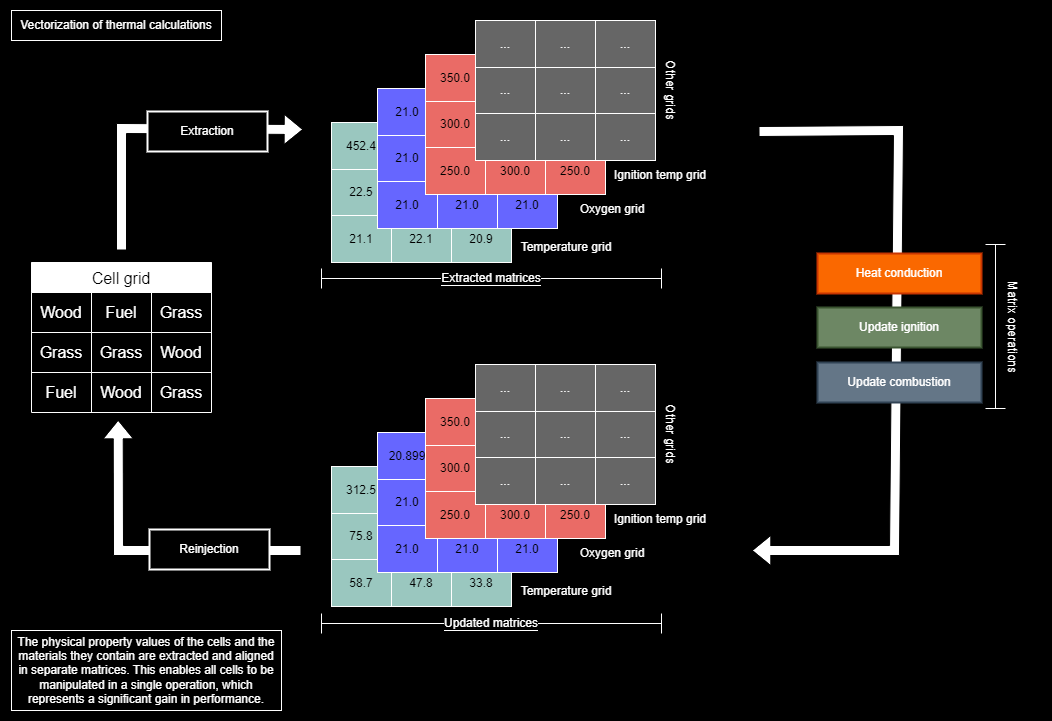 Vectorization of thermal calculations
Extraction
... ... ...
... ... ...
... ... ...
Other grids
350.0
300.0
250.0 300.0 250.0
Ignition temp grid
21.0
21.0
21.0 21.0 21.0
Oxygen grid
452.4
22.5
21.1 22.1 20.9
Temperature grid
Extracted matrices
Heat conduction
Update ignition
Update combustion
Matrix operations
Cell grid
Wood Fuel Grass
Grass Grass Wood
Fuel Wood Grass
... ... ...
... ... ...
... ... ...
Other grids
350.0
300.0
250.0 300.0 250.0
Ignition temp grid
20.899
21.0
21.0 21.0 21.0
Oxygen grid
312.5
75.8
58.7 47.8 33.8
Temperature grid
Updated matrices
Reinjection
The physical property values of the cells and the
materials they contain are extracted and aligned
in separate matrices. This enables all cells to be
manipulated in a single operation, which
represents a significant gain in performance.